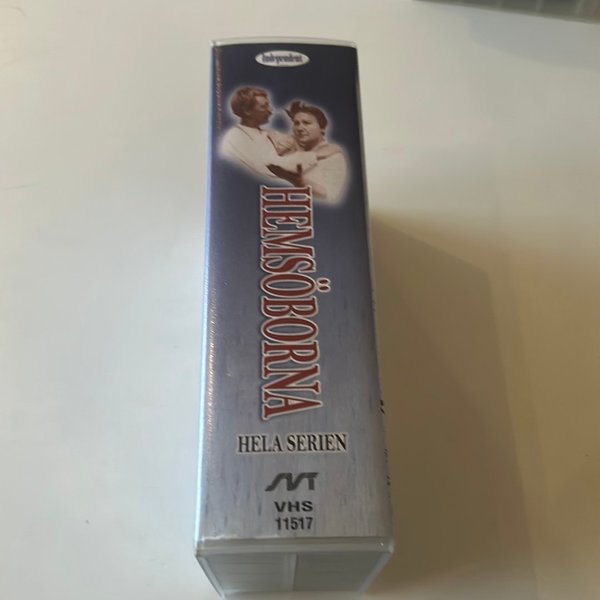 Independent
HEMSÖBORNA
HELA SERIEN
SVT
VHS
11517